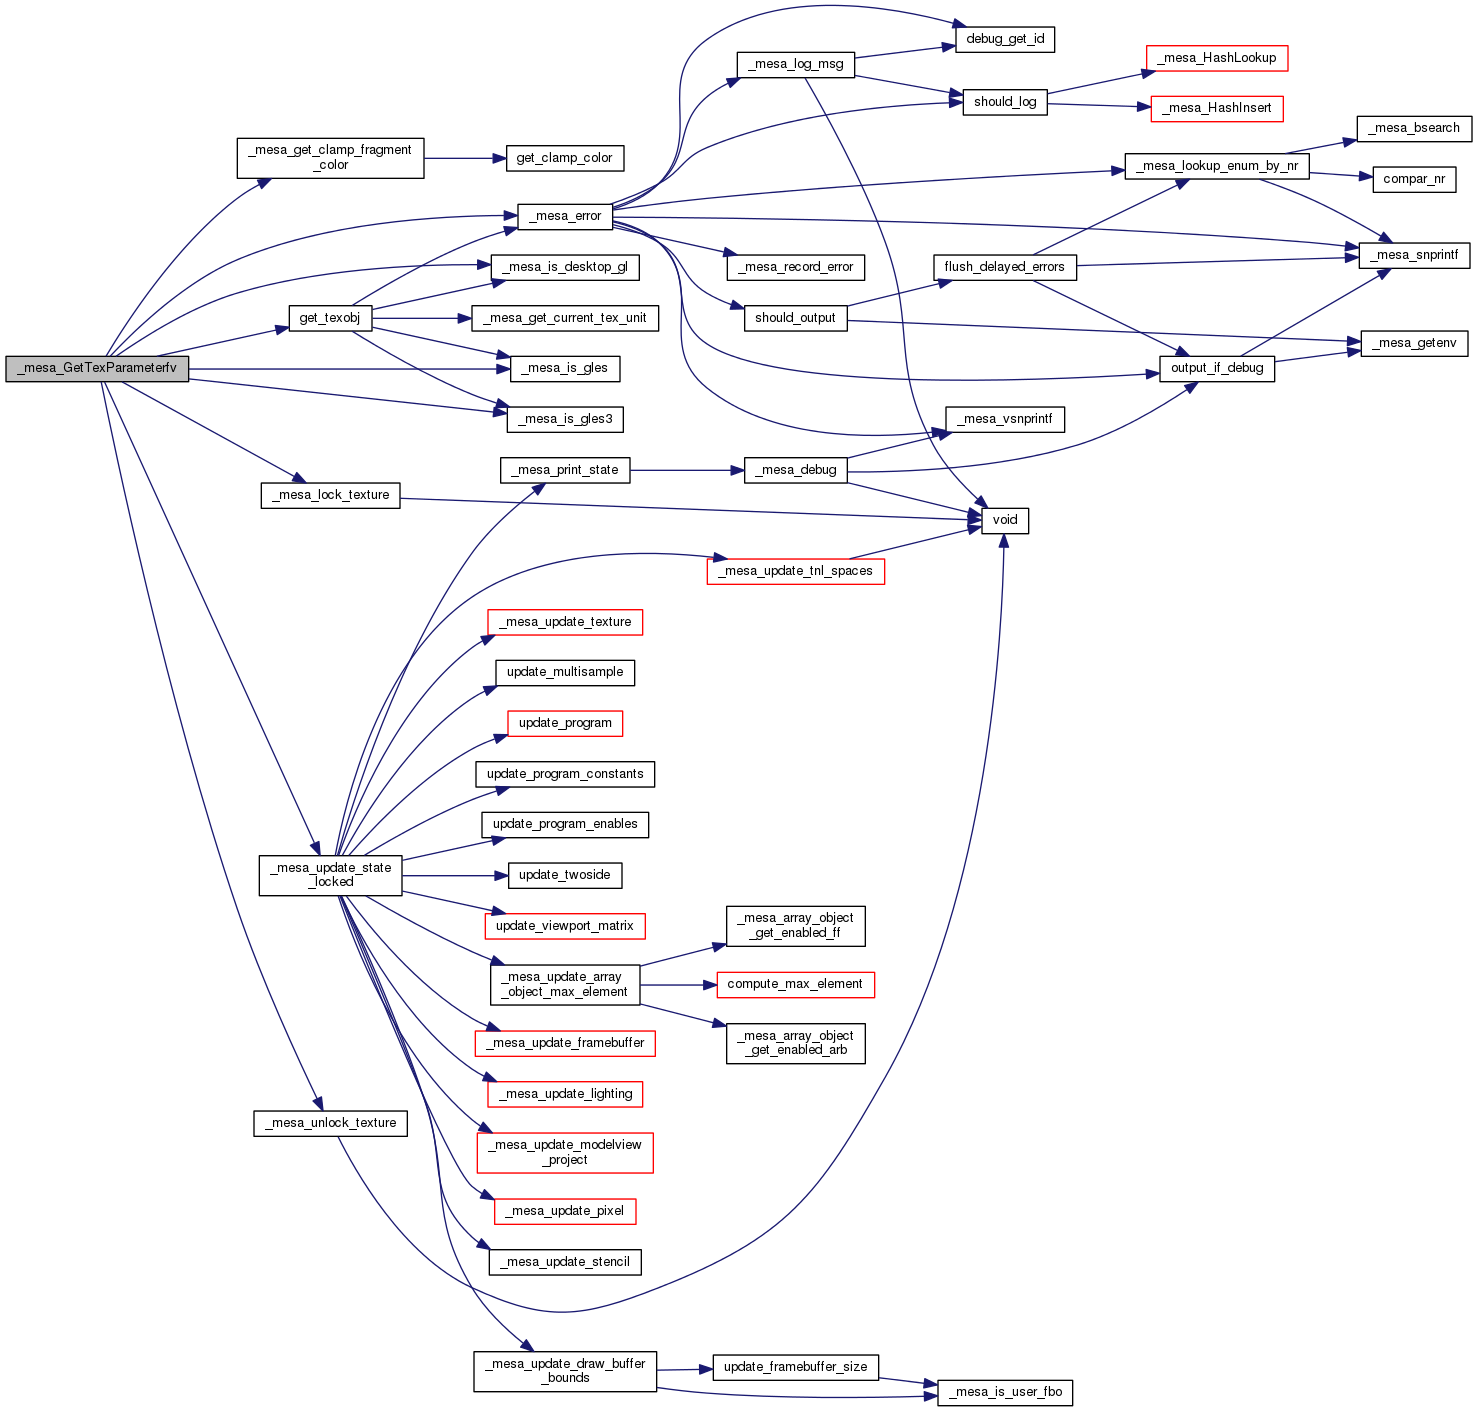 debug_get_id
_mesa_log_msg
_mesa_HashLookup
should_log
_mesa_HashInsert
_mesa_bsearch
_mesa_get_clamp_fragment
_color
get_clamp_color
_mesa_lookup_enum_by_nr
compar_nr
_mesa_error
_mesa_snprintf
_mesa_is_desktop_gl
_mesa_record_error
flush_delayed_errors
get_texobj
_mesa_get_current_tex_unit
should_output
_mesa_getenv
_mesa_GetTexParameterfv
_mesa_is_gles
output_if_debug
_mesa_is_gles3
_mesa_vsnprintf
_mesa_print_state
_mesa_debug
_mesa_lock_texture
void
_mesa_update_tnl_spaces
_mesa_update_texture
update_multisample
update_program
update_program_constants
update_program_enables
_mesa_update_state
_locked
update_twoside
update_viewport_matrix
_mesa_array_object
_get_enabled_ff
_mesa_update_array
_object_max_element
compute_max_element
_mesa_array_object
_get_enabled_arb
_mesa_update_framebuffer
_mesa_update_lighting
_mesa_unlock_texture
_mesa_update_modelview
_project
_mesa_update_pixel
_mesa_update_stencil
_mesa_update_draw_buffer
_bounds
update_framebuffer_size
_mesa_is_user_fbo